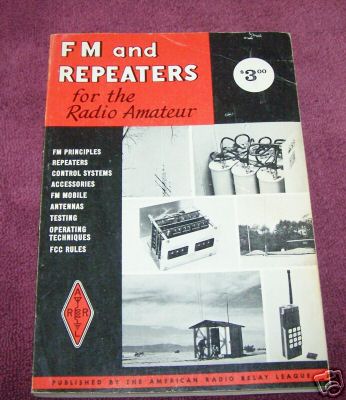 FM and
REPEATERS
for the
Radio Amateur
$3.00
FM PRINCIPLES
REPEATERS
CONTROL SYSTEMS
ACCESSORIES
FM MOBILE
ANTENNAS
TESTING
OPERATING
TECHNIQUES
FCC RULES
A
R R
L
PUBLISHED BY THE AMERICAN RADIO RELAY LEAGUE